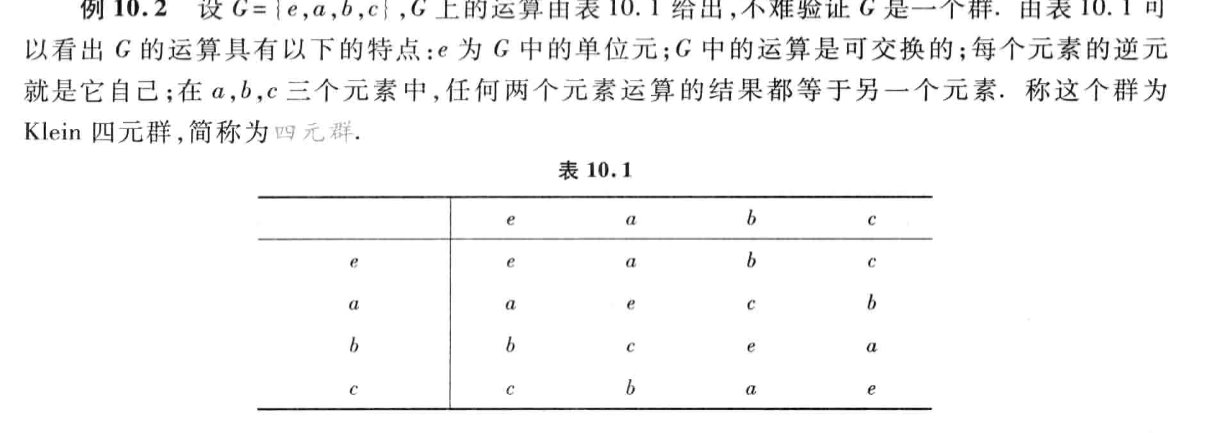 例 10.2 设 G={e,a,b,c},G 上的运算由表 10.1 给出,不难验证 G 是一个群. 由表 10.1 可
以看出 G 的运算具有以下的特点:e 为 G 中的单位元;G 中的运算是可交换的;每个元素的逆元
就是它自己;在 a,b,c 三个元素中,任何两个元素运算的结果都等于另一个元素. 称这个群为
Klein 四元群,简称为四元群.
表 10.1
e a b c
e e a b c
a a e c b
b b c e a
c c b a e